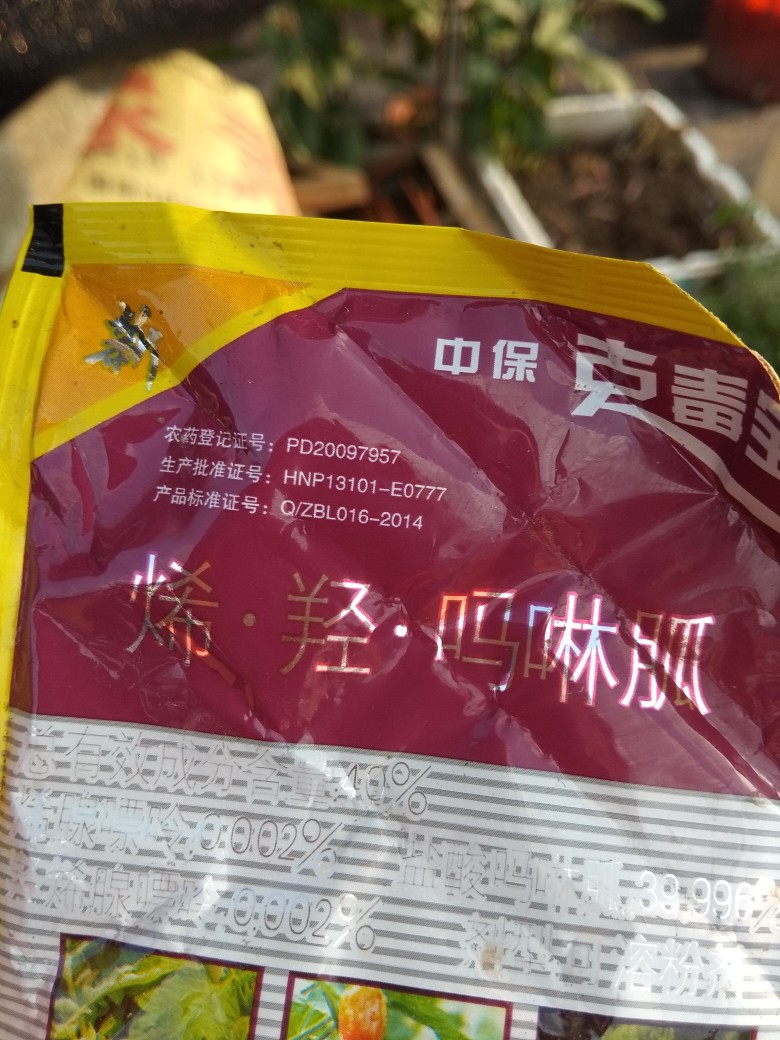 新
中保 克毒宝
农药登记证号：PD20097957
生产批准证号：HNP13101-E0777
产品标准证号：Q/ZBL016-2014
烯·羟·吗啉胍
总有效成分含量:40%
烯腺嘌呤:0.002% 盐酸吗啉胍:39.996%
羟烯腺嘌呤:0.002% 剂型:可溶粉剂